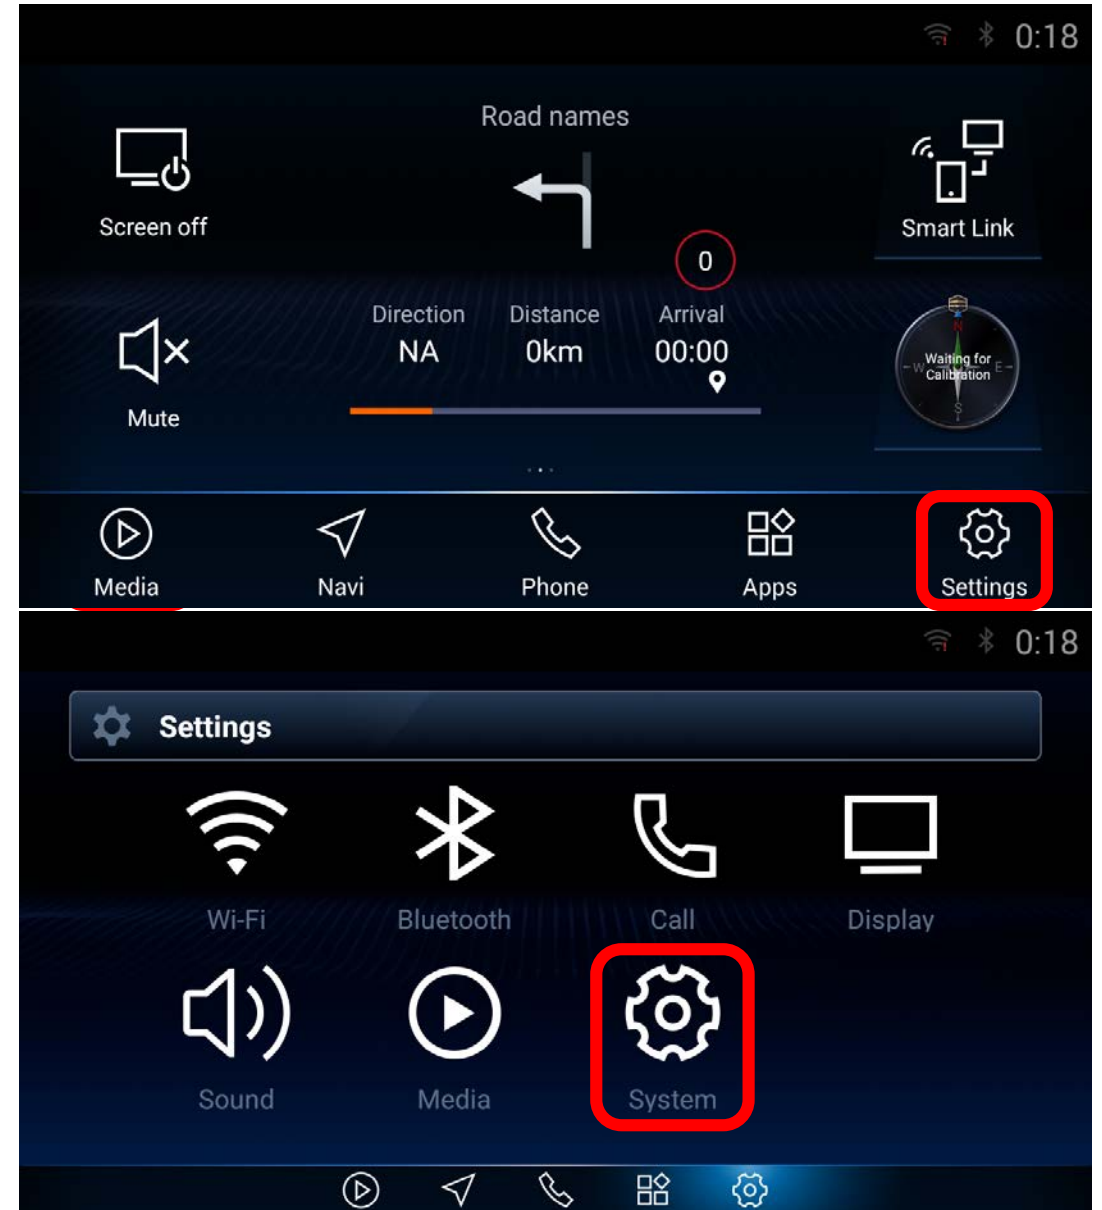 0:18
Road names
Screen off
Smart Link
0
Direction Distance Arrival
NA 0km 00:00
N
Waiting for
W E
Calibration
S
Mute
Media Navi Phone Apps Settings
0:18
Settings
Wi-Fi Bluetooth Call Display
Sound Media System